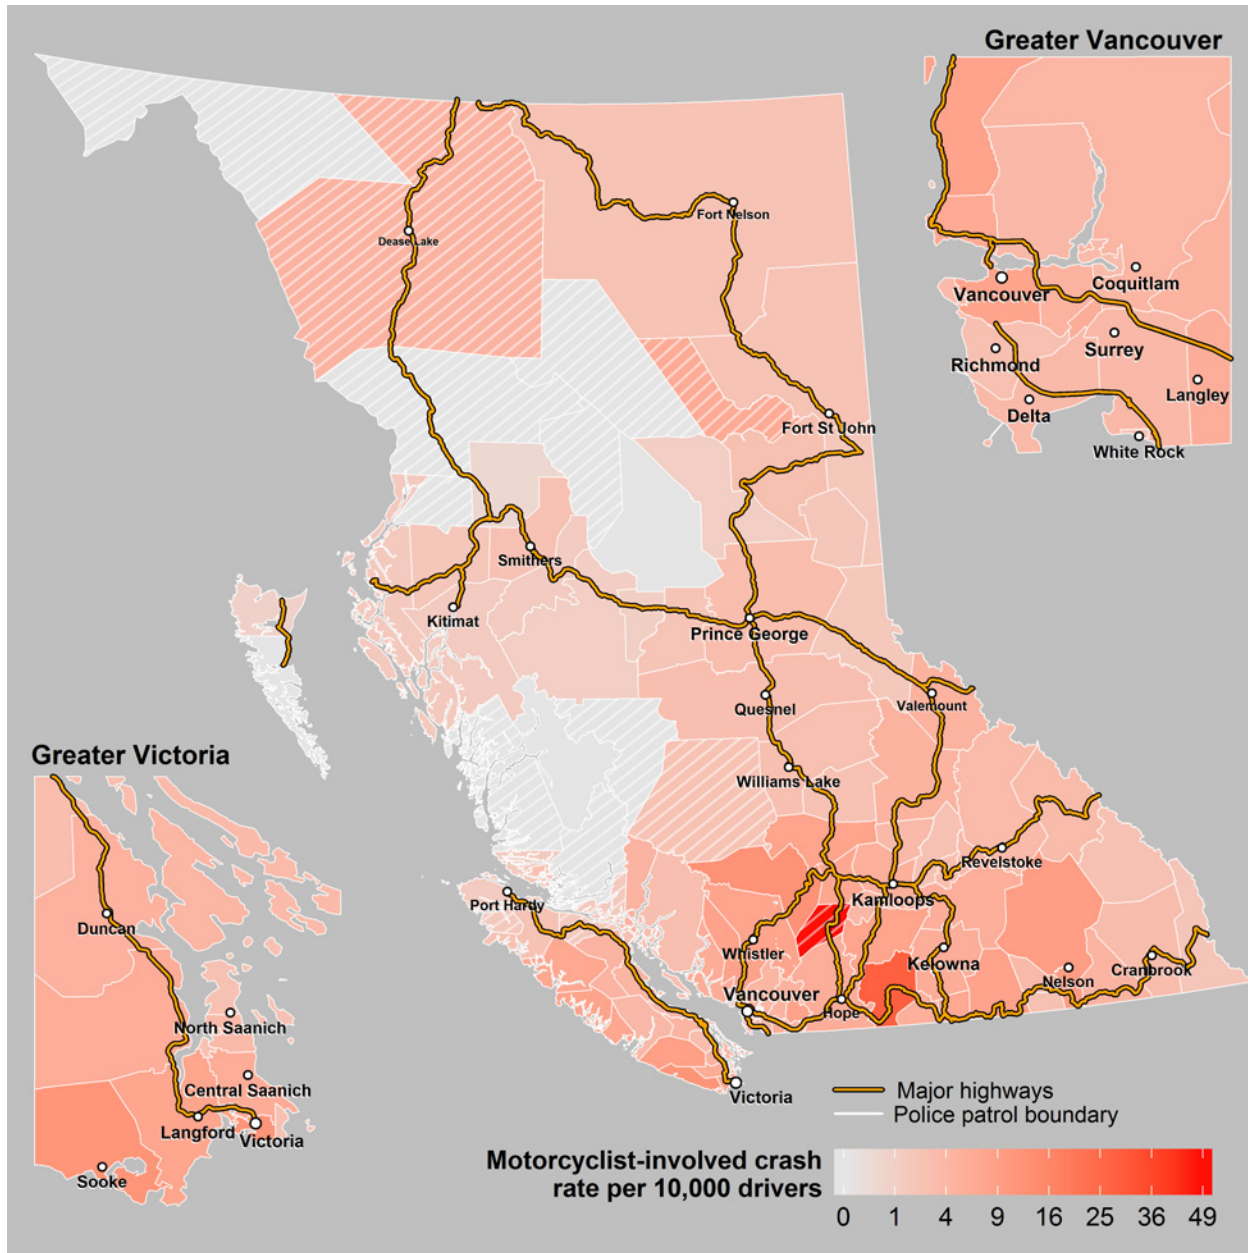 Greater Vancouver
Fort Nelson
Dease Lake
Vancouver
Coquitlam
Richmond
Surrey
Langley
Delta
White Rock
Fort St John
Smithers
Kitimat
Prince George
Quesnel
Valemount
Williams Lake
Greater Victoria
Revelstoke
Port Hardy
Kamloops
Duncan
Whistler
Kelowna
Nelson
Cranbrook
Vancouver
Hope
North Saanich
Central Saanich
Langford
Victoria
Sooke
Victoria
Major highways
Police patrol boundary
Motorcyclist-involved crash
rate per 10,000 drivers
0 1 4 9 16 25 36 49